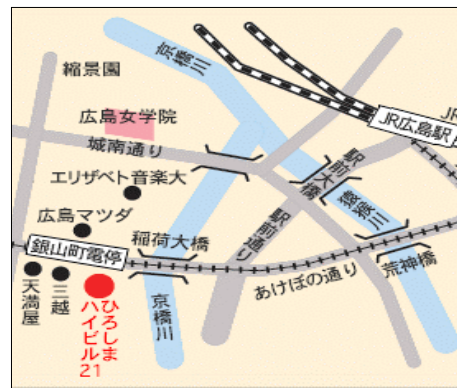 京橋川
縮景園
JR広島駅
JR
広島女学院
城南通り
駅前大橋
エリザベト音楽大
猿猴川
広島マツダ
駅前通り
稲荷大橋
銀山町電停
荒神橋
あけぼの通り
天満屋
三越
ひろしま
ハイビル
21
京橋川